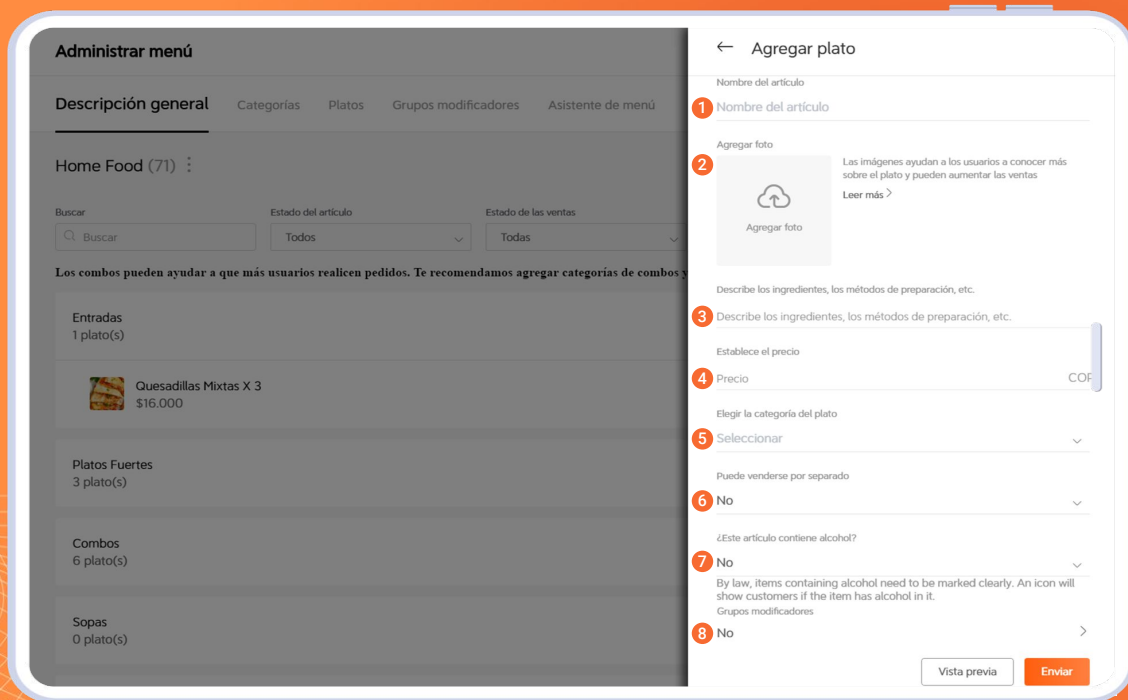 Administrar menú
Descripción general Categorías Platos Grupos modificadores Asistente de menú
Home Food (71)
Buscar Estado del artículo Estado de las ventas
Buscar Todos Todas
Los combos pueden ayudar a que más usuarios realicen pedidos. Te recomendamos agregar categorías de combos y
Entradas
1 plato(s)
Quesadillas Mixtas X 3
$16.000
Platos Fuertes
3 plato(s)
Combos
6 plato(s)
Sopas
0 plato(s)
Agregar plato
Nombre del artículo
1 Nombre del artículo
Agregar foto
2
Agregar foto
Las imágenes ayudan a los usuarios a conocer más
sobre el plato y pueden aumentar las ventas
Leer más >
Describe los ingredientes, los métodos de preparación, etc.
3 Describe los ingredientes, los métodos de preparación, etc.
Establece el precio
4 Precio COP
Elegir la categoría del plato
5 Seleccionar
Puede venderse por separado
6 No
¿Este artículo contiene alcohol?
7 No
By law, items containing alcohol need to be marked clearly. An icon will
show customers if the item has alcohol in it.
Grupos modificadores
8 No >
Vista previa Enviar